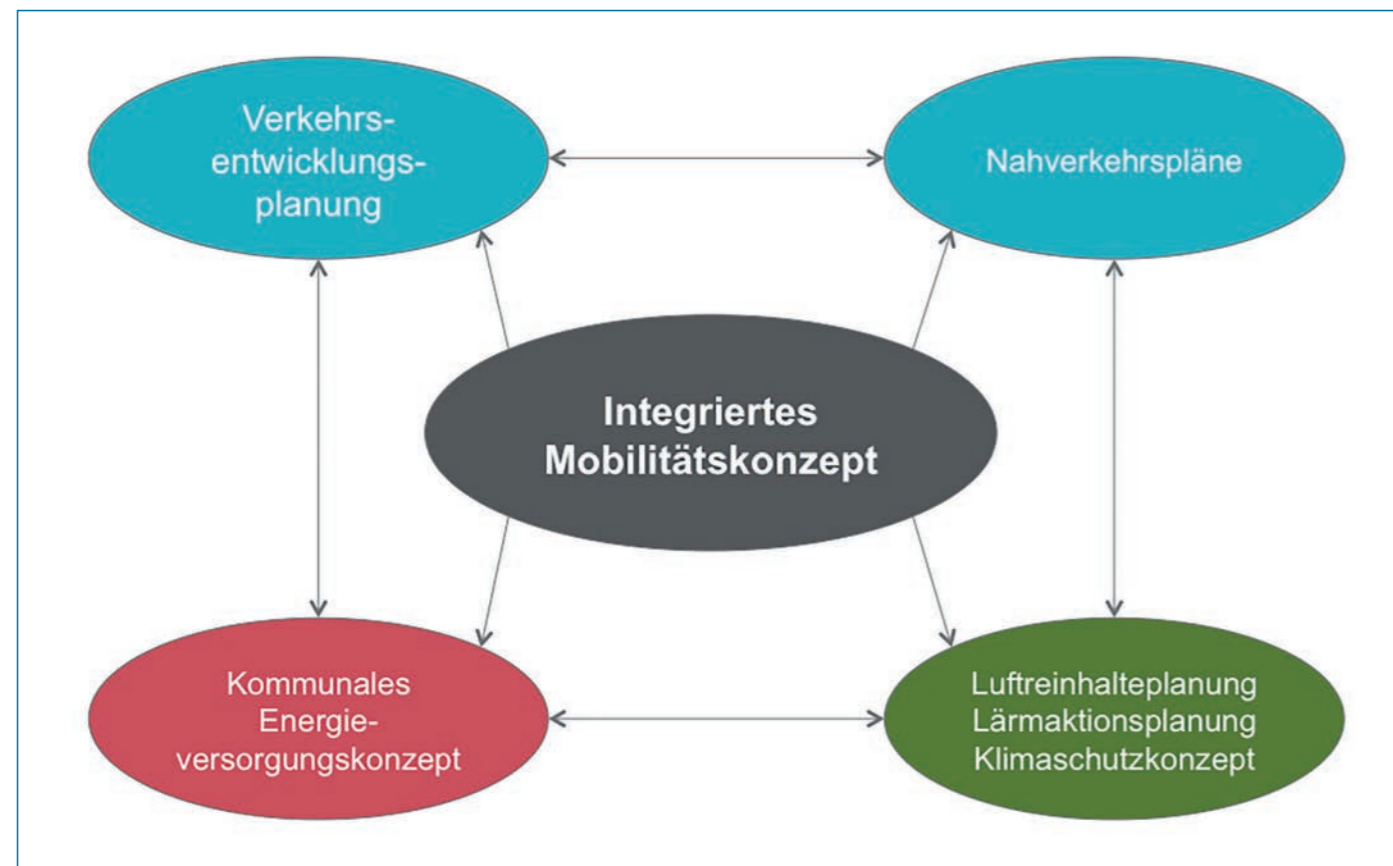 Verkehrs-
entwicklungs-
planung
Nahverkehrspläne
Integriertes
Mobilitätskonzept
Kommunales
Energie-
versorgungskonzept
Luftreinhalteplanung
Lärmaktionsplanung
Klimaschutzkonzept